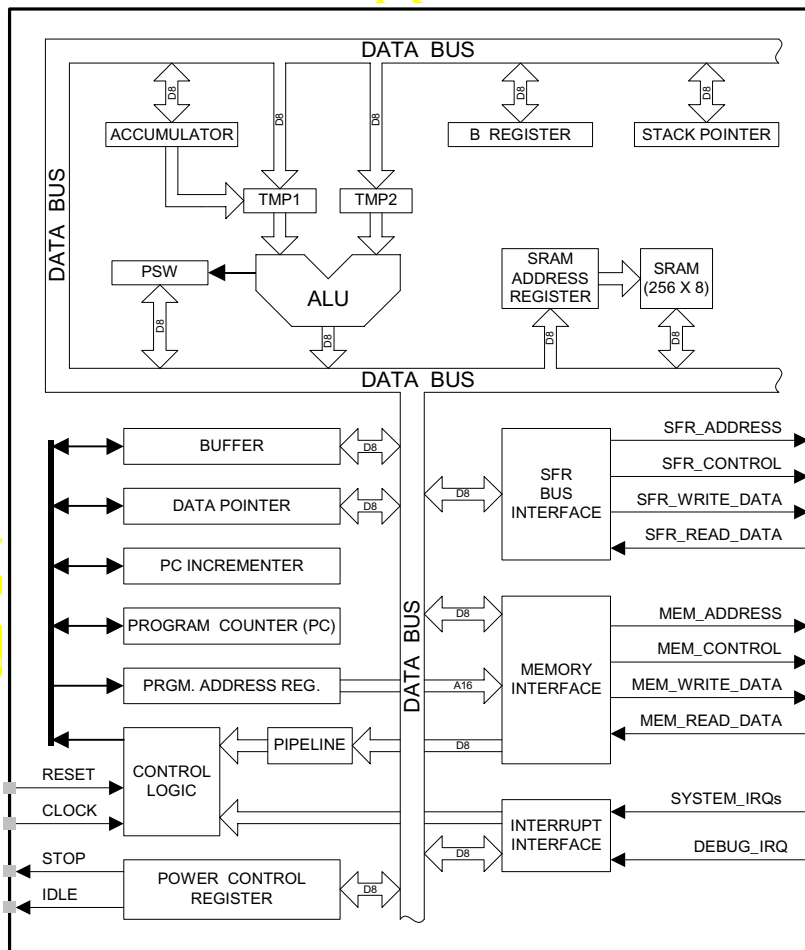 DATA BUS
D8
D8
D8
D8
D8
ACCUMULATOR
B REGISTER
STACK POINTER
DATA BUS
TMP1
TMP2
PSW
ALU
SRAM
ADDRESS
REGISTER
SRAM
(256 X 8)
D8
D8
D8
D8
DATA BUS
BUFFER
D8
DATA POINTER
D8
PC INCREMENTER
PROGRAM COUNTER (PC)
PRGM. ADDRESS REG.
A16
PIPELINE
D8
CONTROL
LOGIC
RESET
CLOCK
STOP
IDLE
POWER CONTROL
REGISTER
D8
DATA BUS
D8
SFR
BUS
INTERFACE
SFR_ADDRESS
SFR_CONTROL
SFR_WRITE_DATA
SFR_READ_DATA
D8
MEMORY
INTERFACE
MEM_ADDRESS
MEM_CONTROL
MEM_WRITE_DATA
MEM_READ_DATA
D8
INTERRUPT
INTERFACE
SYSTEM_IRQs
DEBUG_IRQ